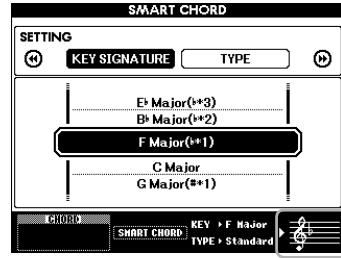 SMART CHORD
SETTING
KEY SIGNATURE TYPE
E♭ Major(♭*3)
B♭ Major(♭*2)
F Major(♭*1)
C Major
G Major(#*1)
CHORD
SMART CHORD
KEY ▸ F Major
TYPE ▸ Standard